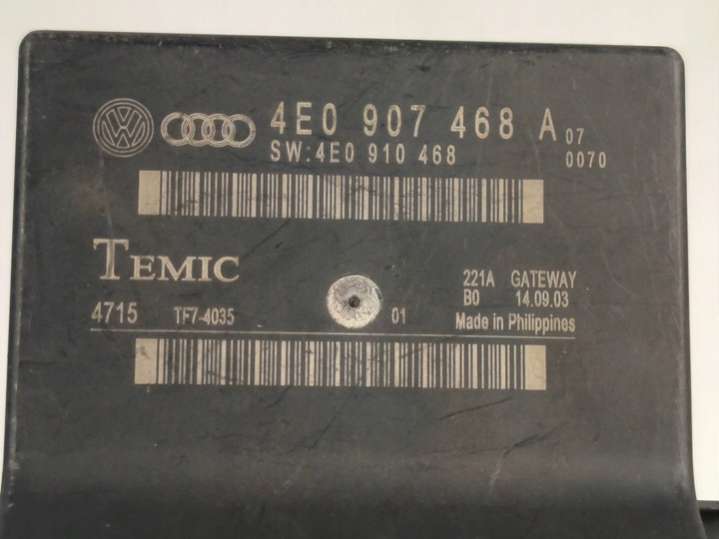 4E0 907 468 A 07
SW:4E0 910 468 0070
TEMIC
221A GATEWAY
B0 14.09.03
4715 TF7-4035 01 Made in Philippines